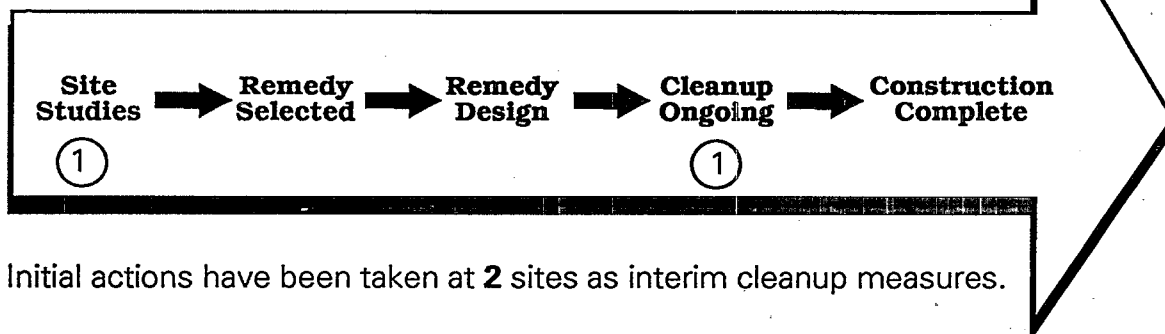 Site Studies
Remedy Selected
Remedy Design
Cleanup Ongoing
Construction Complete
1
1
Initial actions have been taken at 2 sites as interim cleanup measures.